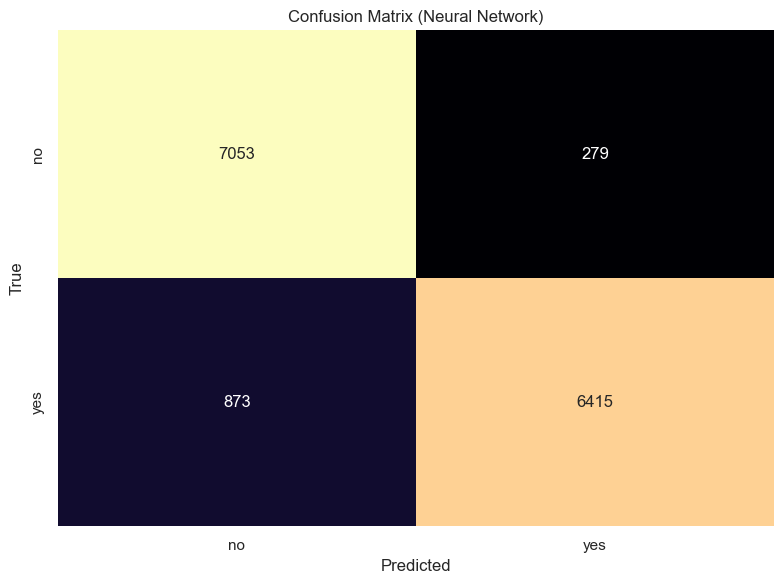 Confusion Matrix (Neural Network)
no
7053
279
True
yes
873
6415
no
yes
Predicted